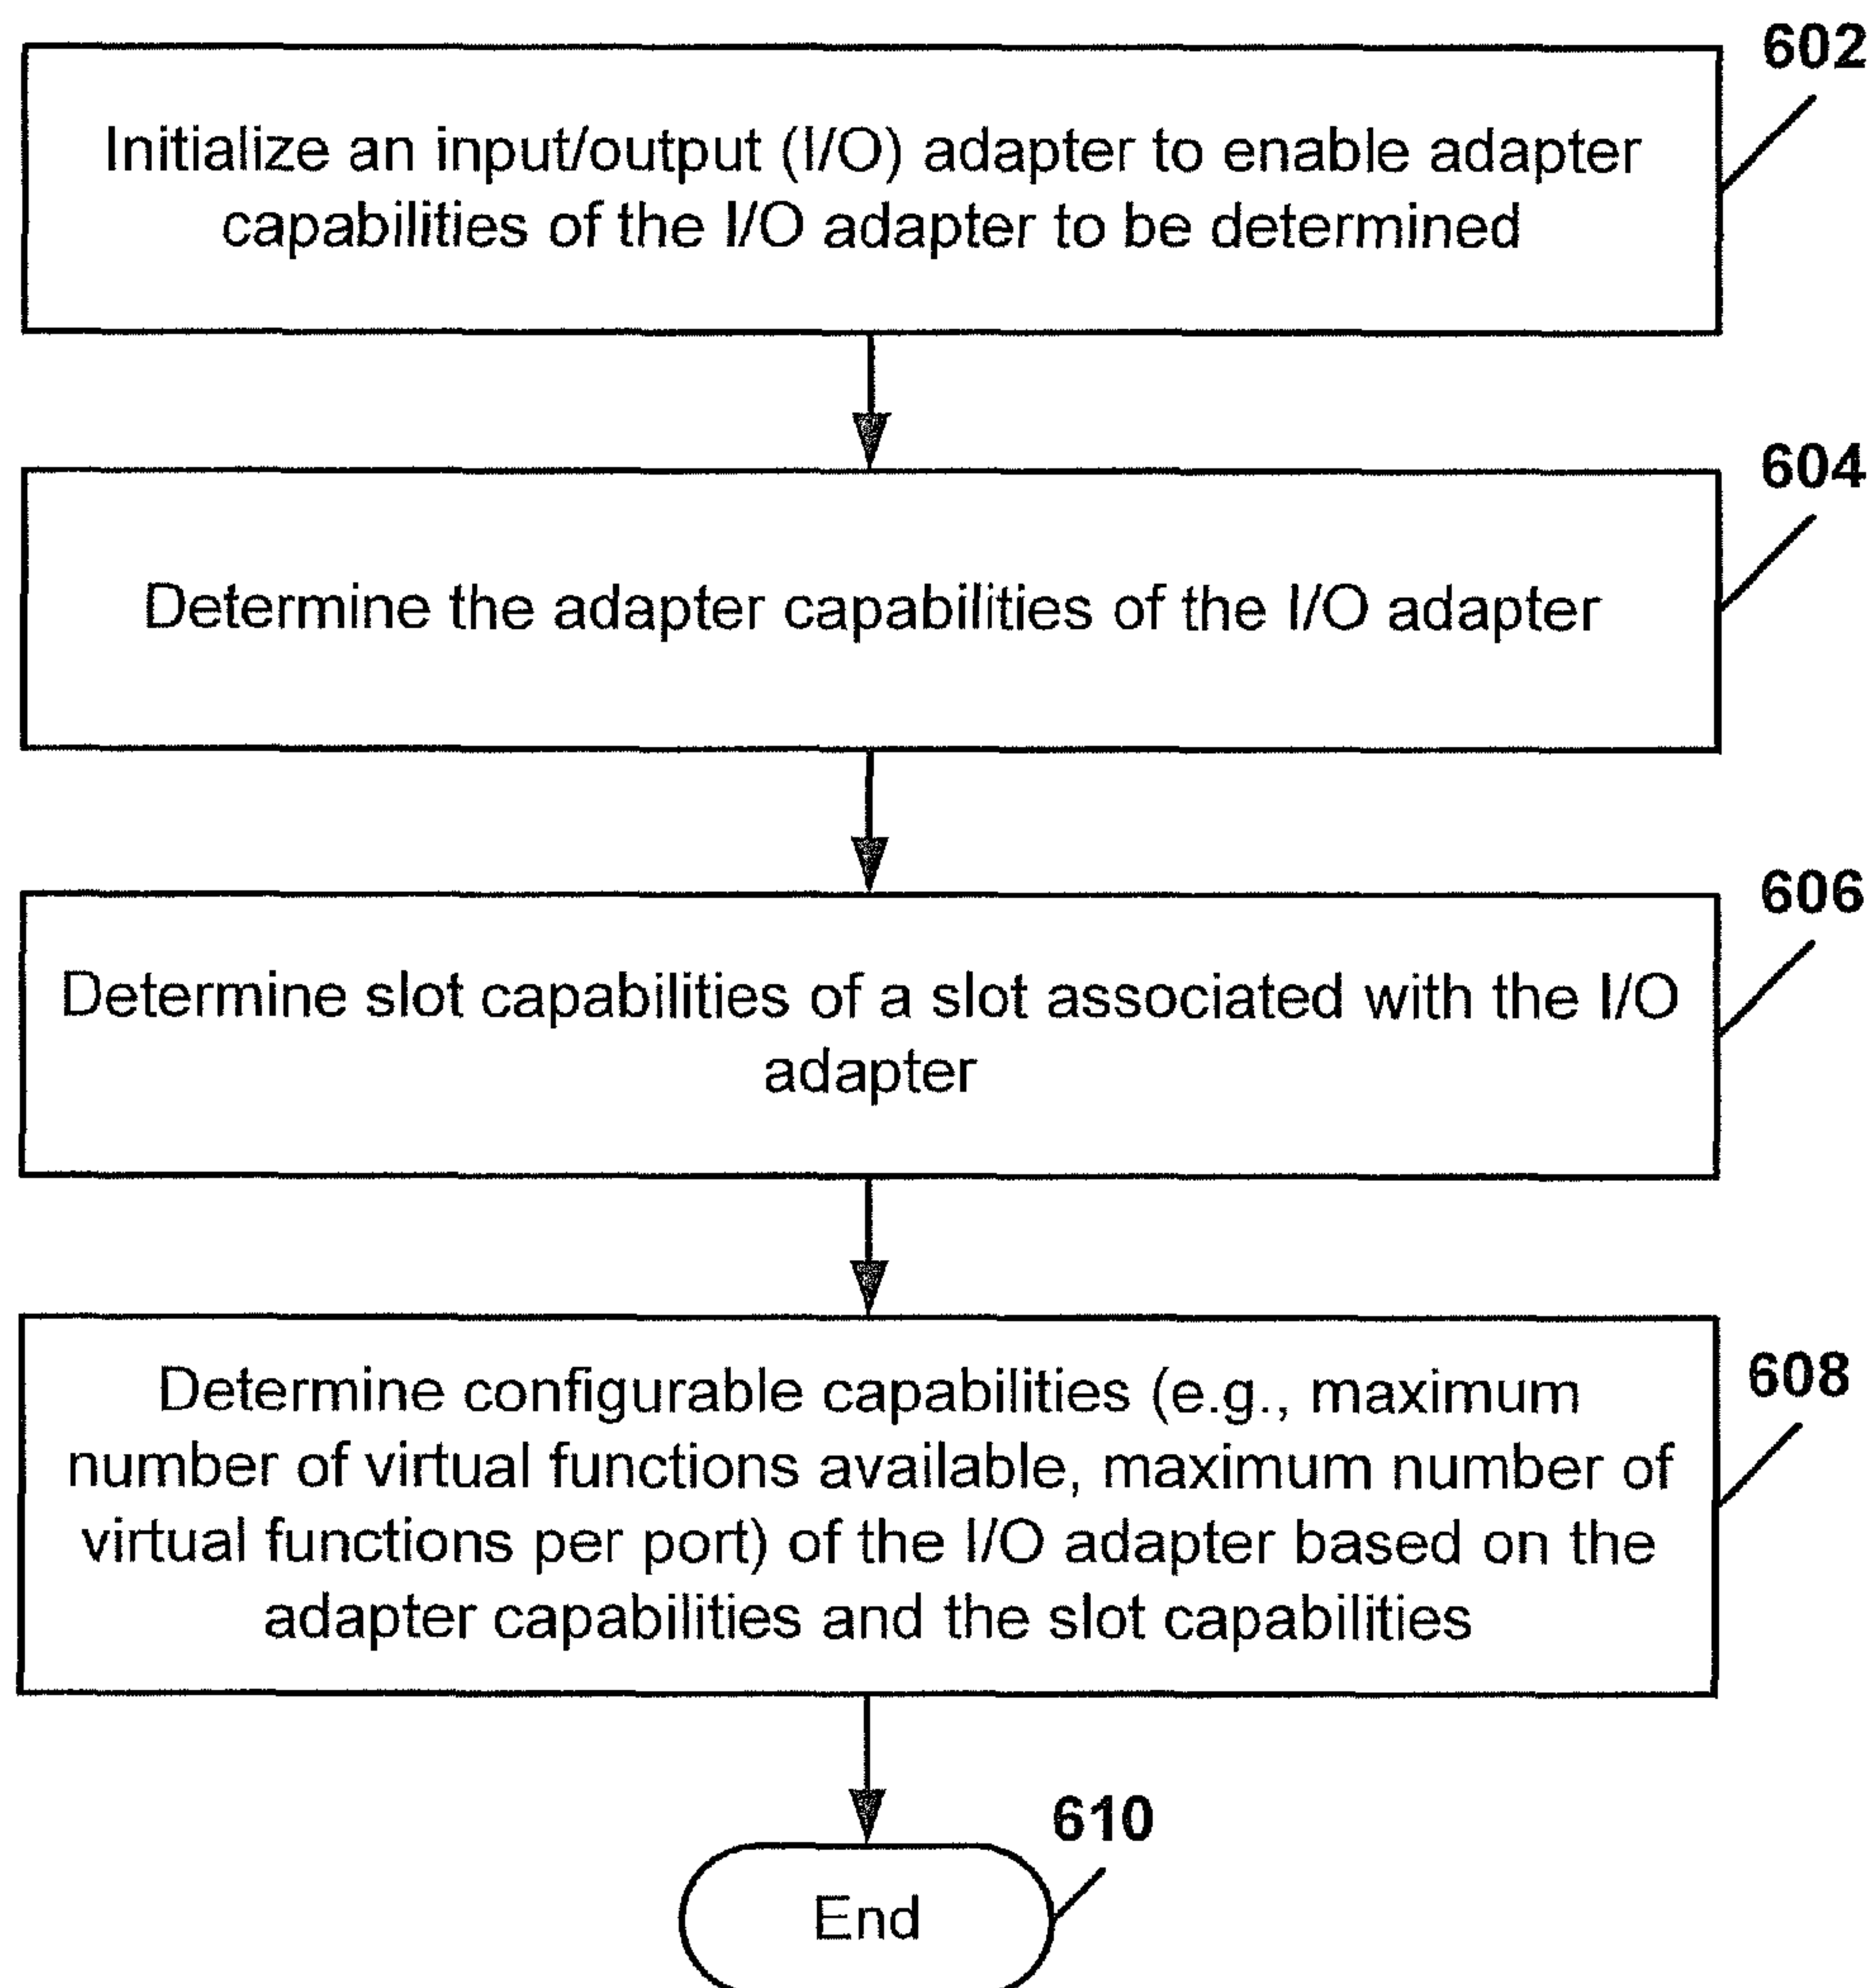 602
Initialize an input/output (I/O) adapter to enable adapter
capabilities of the I/O adapter to be determined
604
Determine the adapter capabilities of the I/O adapter
606
Determine slot capabilities of a slot associated with the I/O
adapter
608
Determine configurable capabilities (e.g., maximum
number of virtual functions available, maximum number of
virtual functions per port) of the I/O adapter based on the
adapter capabilities and the slot capabilities
610
End